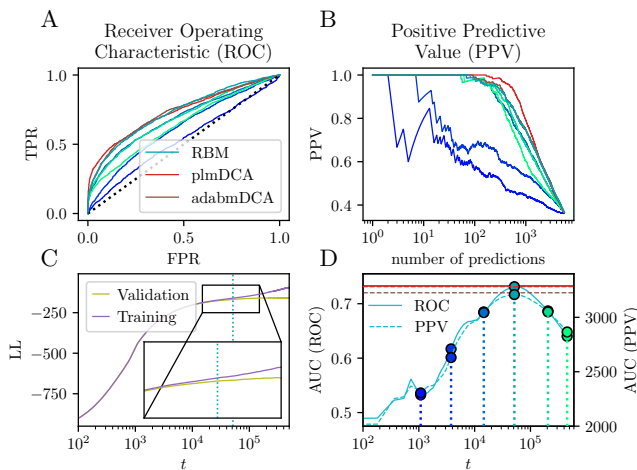 A
Receiver Operating
Characteristic (ROC)
1.0
0.5
0.0
TPR
RBM
plmDCA
adabmDCA
0.0
0.5
1.0
FPR
B
Positive Predictive
Value (PPV)
1.0
0.8
0.6
0.4
PPV
10^0
10^1
10^2
10^3
number of predictions
C
−250
−500
−750
LL
Validation
Training
10^2
10^3
10^4
10^5
t
D
0.7
0.6
0.5
AUC (ROC)
ROC
PPV
3000
2500
2000
AUC (PPV)
10^2
10^3
10^4
10^5
t